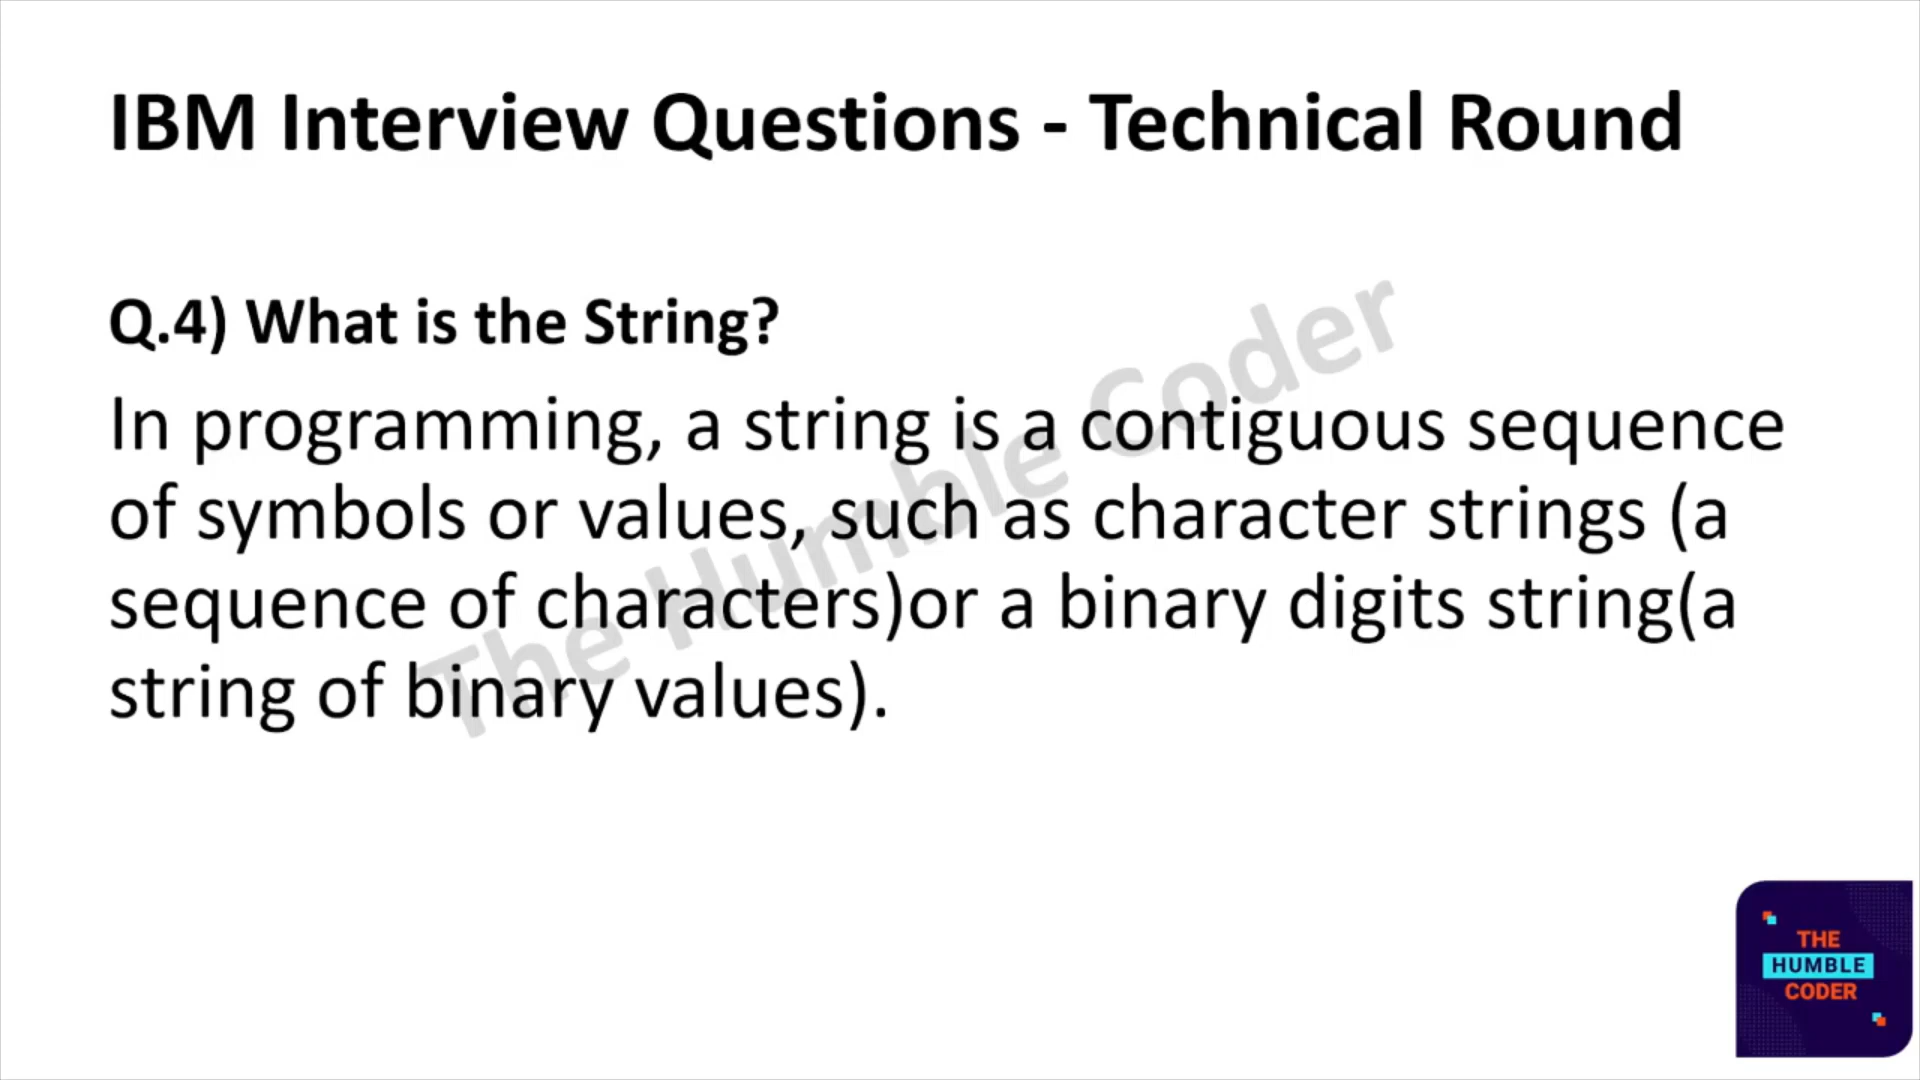 IBM Interview Questions - Technical Round
Q.4) What is the String?
In programming, a string is a contiguous sequence
of symbols or values, such as character strings (a
sequence of characters)or a binary digits string(a
string of binary values).
The Humble Coder
THE
HUMBLE
CODER